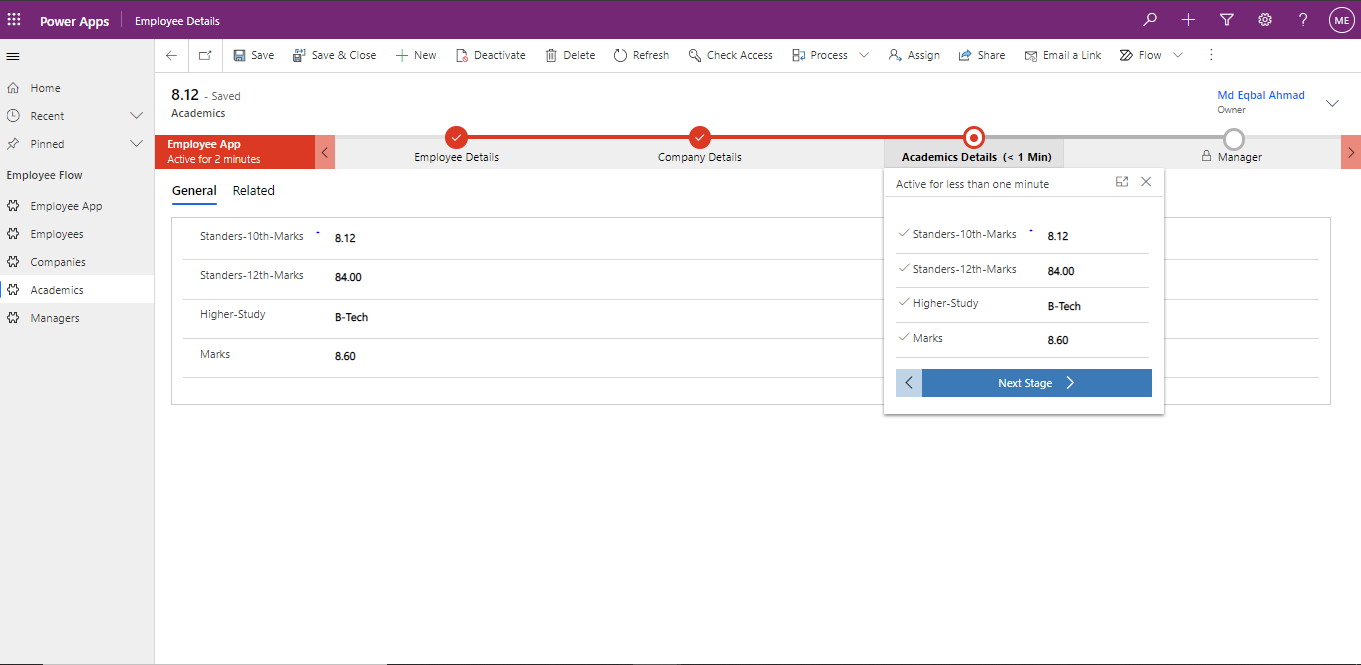 Power Apps Employee Details ME
Save Save & Close New Deactivate Delete Refresh Check Access Process Assign Share Email a Link Flow
Home
Recent
Pinned
Employee Flow
Employee App
Employees
Companies
Academics
Managers
8.12 - Saved
Academics
Md Eqbal Ahmad
Owner
Employee App
Active for 2 minutes
Employee Details
Company Details
Academics Details (< 1 Min)
Manager
General Related
Standers-10th-Marks * 8.12
Standers-12th-Marks 84.00
Higher-Study B-Tech
Marks 8.60
Active for less than one minute
Standers-10th-Marks * 8.12
Standers-12th-Marks 84.00
Higher-Study B-Tech
Marks 8.60
Next Stage